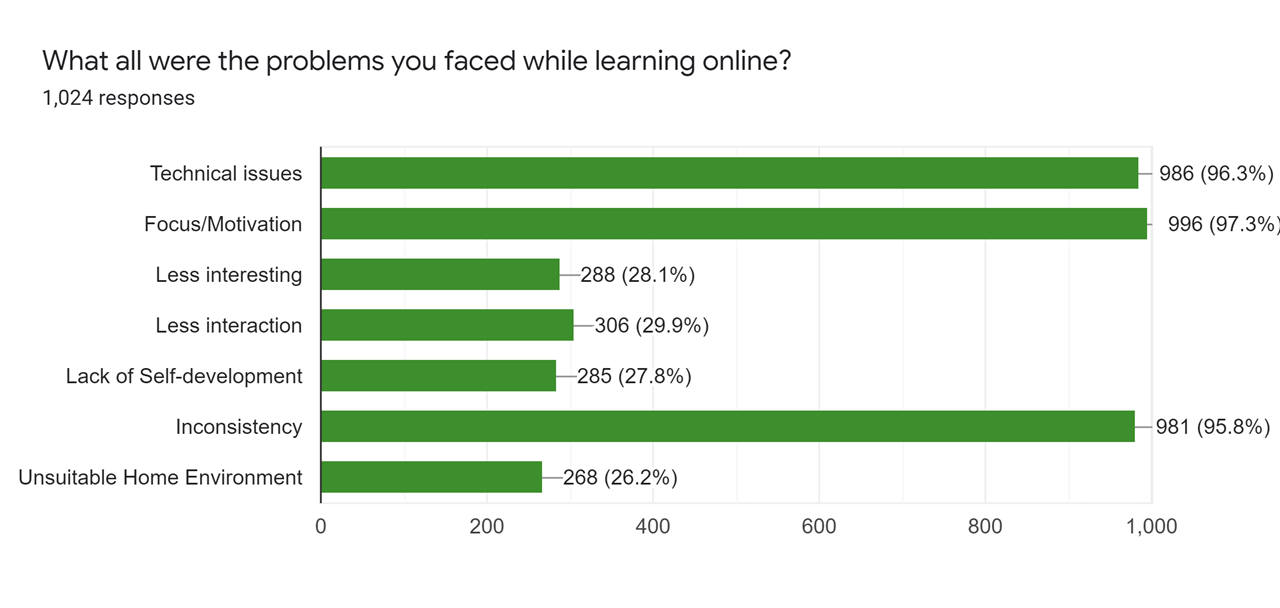 What all were the problems you faced while learning online?
1,024 responses
Technical issues 986 (96.3%)
Focus/Motivation 996 (97.3%)
Less interesting 288 (28.1%)
Less interaction 306 (29.9%)
Lack of Self-development 285 (27.8%)
Inconsistency 981 (95.8%)
Unsuitable Home Environment 268 (26.2%)
0 200 400 600 800 1,000